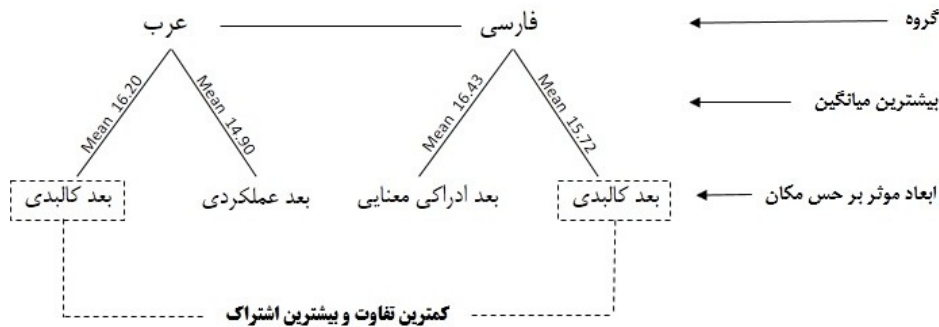 گروه
فارسی
عرب
بیشترین میانگین
Mean 15.72
Mean 16.43
Mean 14.90
Mean 16.20
ابعاد موثر بر حس مکان
بعد کالبدی
بعد ادراکی معنایی
بعد عملکردی
بعد کالبدی
کمترین تفاوت و بیشترین اشتراک